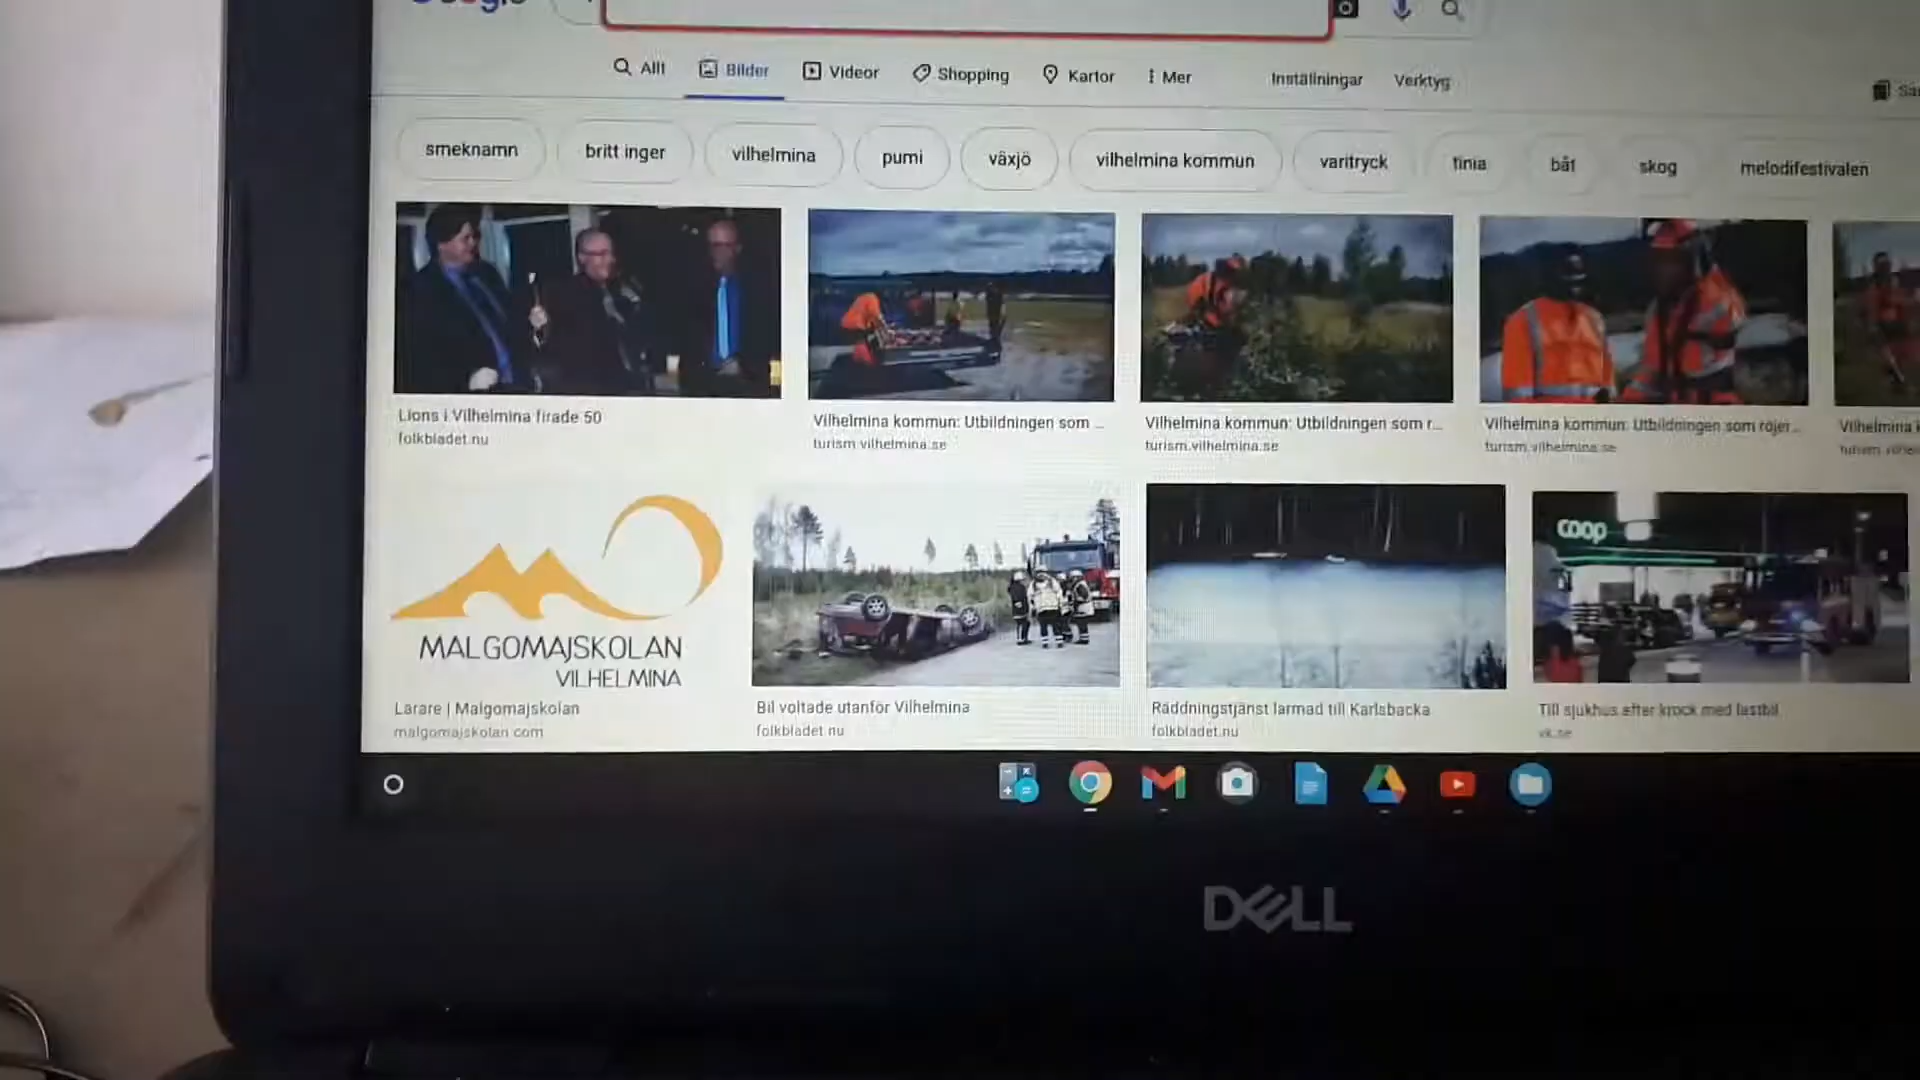 Google
Allt Bilder Videor Shopping Kartor Mer Inställningar Verktyg
smeknamn britt inger vilhelmina pumi växjö vilhelmina kommun varitryck finia båt skog melodifestivalen
Lions i Vilhelmina firade 50
folkbladet.nu
Vilhelmina kommun: Utbildningen som ...
turism.vilhelmina.se
Vilhelmina kommun: Utbildningen som r...
turism.vilhelmina.se
Vilhelmina kommun: Utbildningen som röjer ...
turism.vilhelmina.se
Vilhelmina
coop
MALGOMAJSKOLAN
VILHELMINA
Lärare | Malgomajskolan
malgomajskolan.com
Bil voltade utanför Vilhelmina
folkbladet.nu
Räddningstjänst larmad till Karlsbacka
folkbladet.nu
Till sjukhus efter krock med lastbil
vk.se
DELL